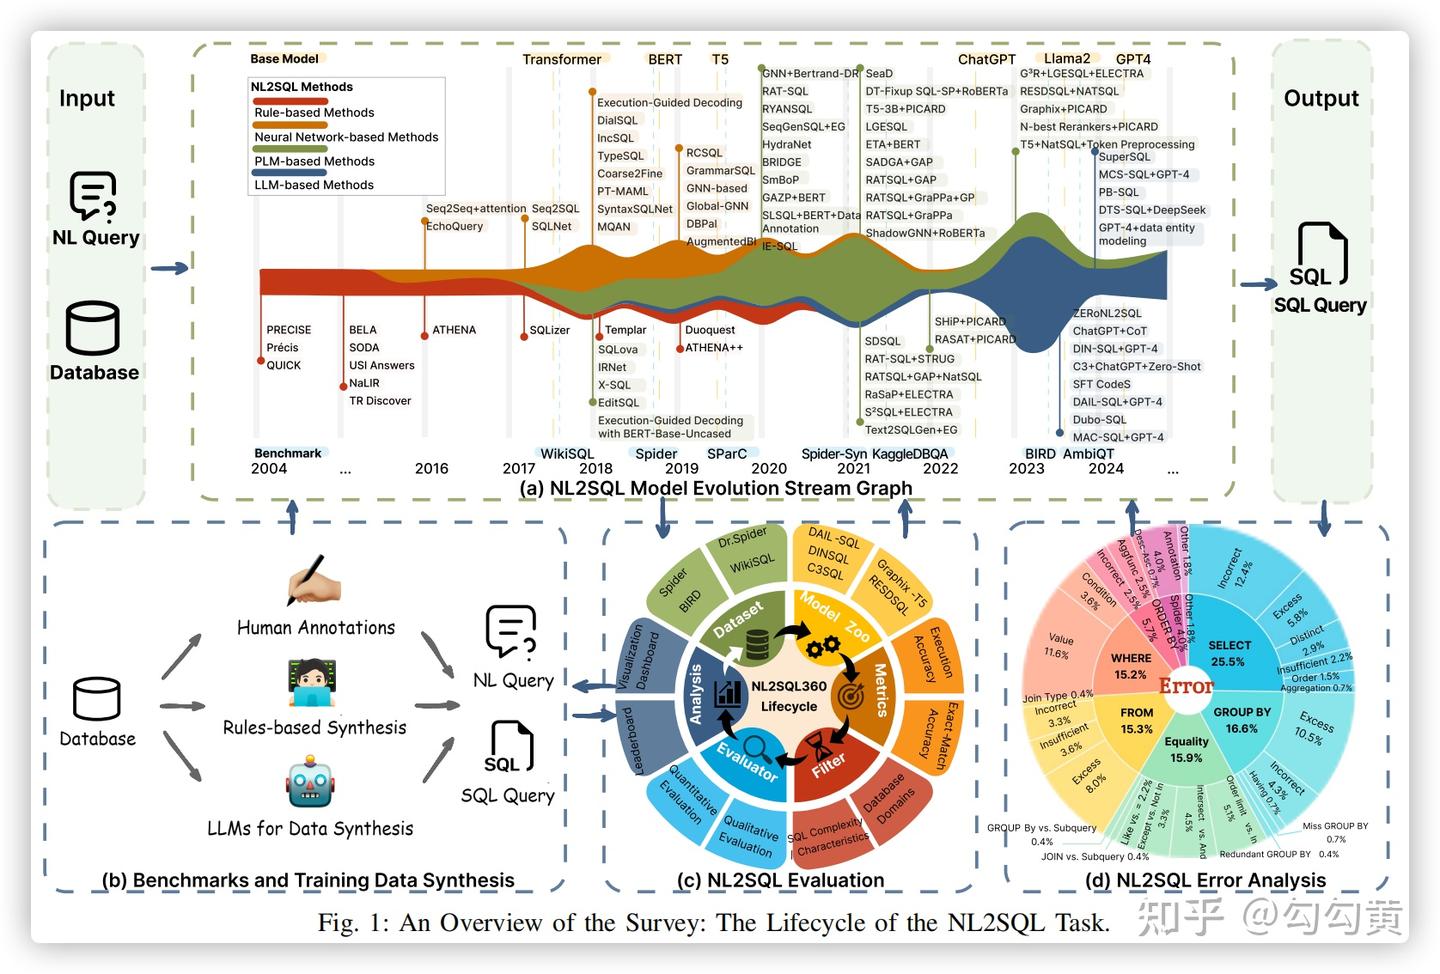 Input
NL Query
Database
Base Model
Transformer
BERT
T5
ChatGPT
Llama2
GPT4
NL2SQL Methods
Rule-based Methods
Neural Network-based Methods
PLM-based Methods
LLM-based Methods
Seq2Seq+attention
EchoQuery
Seq2SQL
SQLNet
Execution-Guided Decoding
DialSQL
IncSQL
TypeSQL
Coarse2Fine
PT-MAML
SyntaxSQLNet
MQAN
RCSQL
GrammarSQL
GNN-based
Global-GNN
DBPal
AugmentedBI
GNN+Bertrand-DR
RAT-SQL
RYANSQL
SeqGenSQL+EG
HydraNet
BRIDGE
SmBoP
GAZP+BERT
SLSQL+BERT+Data
Annotation
IE-SQL
SeaD
DT-Fixup SQL-SP+RoBERTa
T5-3B+PICARD
LGESQL
ETA+BERT
SADGA+GAP
RATSQL+GAP
RATSQL+GraPPa+GP
RATSQL+GraPPa
ShadowGNN+RoBERTa
G³R+LGESQL+ELECTRA
RESDSQL+NATSQL
Graphix+PICARD
N-best Rerankers+PICARD
T5+NatSQL+Token Preprocessing
SuperSQL
MCS-SQL+GPT-4
PB-SQL
DTS-SQL+DeepSeek
GPT-4+data entity
modeling
PRECISE
Précis
QUICK
BELA
SODA
USI Answers
NaLIR
TR Discover
ATHENA
SQLizer
Templar
SQLova
IRNet
X-SQL
EditSQL
Execution-Guided Decoding
with BERT-Base-Uncased
Duoquest
ATHENA++
SDSQL
RAT-SQL+STRUG
RATSQL+GAP+NatSQL
RaSaP+ELECTRA
S²SQL+ELECTRA
Text2SQLGen+EG
SHiP+PICARD
RASAT+PICARD
ZERoNL2SQL
ChatGPT+CoT
DIN-SQL+GPT-4
C3+ChatGPT+Zero-Shot
SFT CodeS
DAIL-SQL+GPT-4
Dubo-SQL
MAC-SQL+GPT-4
Benchmark
WikiSQL
Spider
SParC
Spider-Syn
KaggleDBQA
BIRD
AmbiQT
2004
...
2016
2017
2018
2019
2020
2021
2022
2023
2024
...
(a) NL2SQL Model Evolution Stream Graph
Output
SQL
SQL Query
Database
Human Annotations
Rules-based Synthesis
LLMs for Data Synthesis
NL Query
SQL
SQL Query
(b) Benchmarks and Training Data Synthesis
NL2SQL360
Lifecycle
Dataset
Model Zoo
Metrics
Filter
Evaluator
Analysis
Spider
BIRD
Dr.Spider
WikiSQL
DAIL-SQL
DINSQL
C3SQL
Graphix-T5
RESDSQL
Execution
Accuracy
Exact-Match
Accuracy
Database
Domains
SQL Complexity
Characteristics
Qualitative
Evaluation
Quantitative
Evaluation
Leaderboard
Visualization
Dashboard
(c) NL2SQL Evaluation
Error
SELECT
25.5%
GROUP BY
16.6%
Equality
15.9%
FROM
15.3%
WHERE
15.2%
ORDER BY
5.7%
Spider 4.0%
Other 1.8%
Incorrect
12.4%
Excess
5.8%
Distinct
2.9%
Insufficient 2.2%
Order 1.5%
Aggregation 0.7%
Excess
10.5%
Incorrect
4.3%
Having 0.7%
Miss GROUP BY
0.7%
Redundant GROUP BY 0.4%
Order limit vs. In
5.1%
Intersect vs. And
4.5%
Except vs. Not In
3.3%
Like vs. = 2.2%
JOIN vs. Subquery 0.4%
GROUP By vs. Subquery
0.4%
Excess
8.0%
Insufficient
3.6%
Incorrect
3.3%
Join Type 0.4%
Value
11.6%
Condition
3.6%
Incorrect 2.5%
Aggfunc 2.5%
Desc-Asc 0.7%
Annotation
4.0%
Other 1.8%
(d) NL2SQL Error Analysis
Fig. 1: An Overview of the Survey: The Lifecycle of the NL2SQL Task.
知乎 @勾勾黄